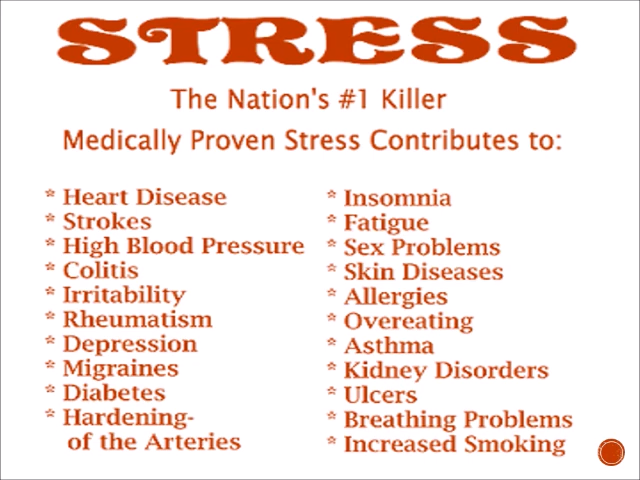 STRESS
The Nation's #1 Killer
Medically Proven Stress Contributes to:
* Heart Disease
* Strokes
* High Blood Pressure
* Colitis
* Irritability
* Rheumatism
* Depression
* Migraines
* Diabetes
* Hardening-
of the Arteries
* Insomnia
* Fatigue
* Sex Problems
* Skin Diseases
* Allergies
* Overeating
* Asthma
* Kidney Disorders
* Ulcers
* Breathing Problems
* Increased Smoking